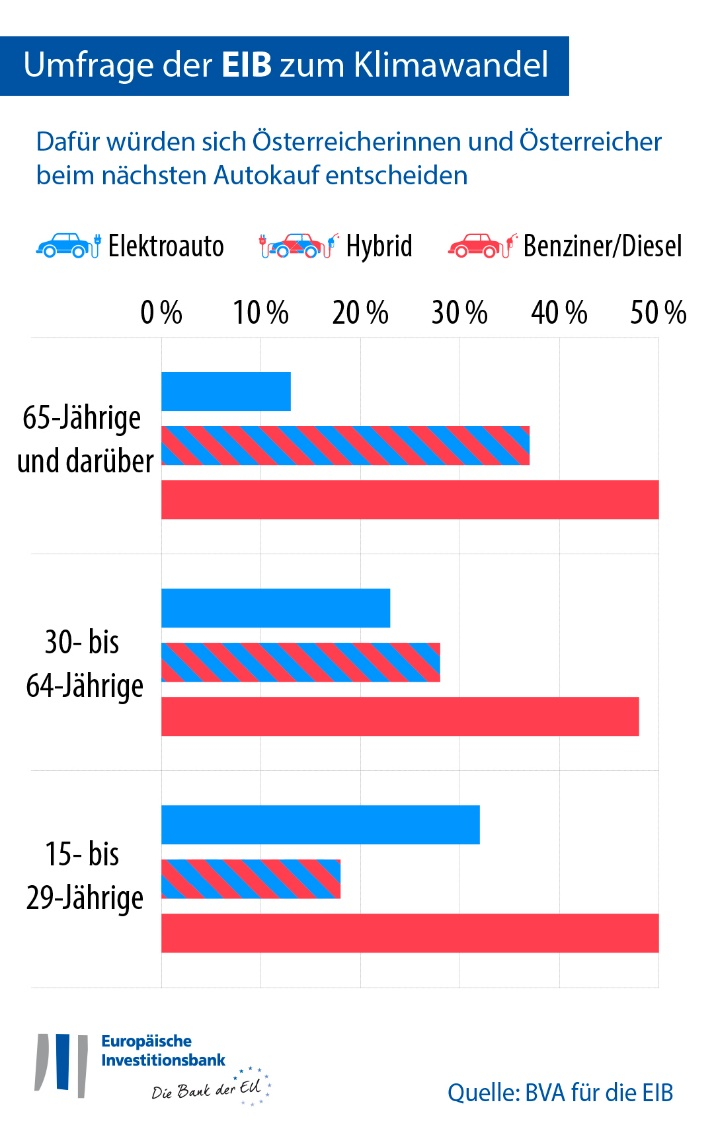 Umfrage der EIB zum Klimawandel
Dafür würden sich Österreicherinnen und Österreicher
beim nächsten Autokauf entscheiden
Elektroauto Hybrid Benziner/Diesel
0 % 10 % 20 % 30 % 40 % 50 %
65-Jährige
und darüber
30- bis
64-Jährige
15- bis
29-Jährige
Europäische
Investitionsbank
Die Bank der EU
Quelle: BVA für die EIB